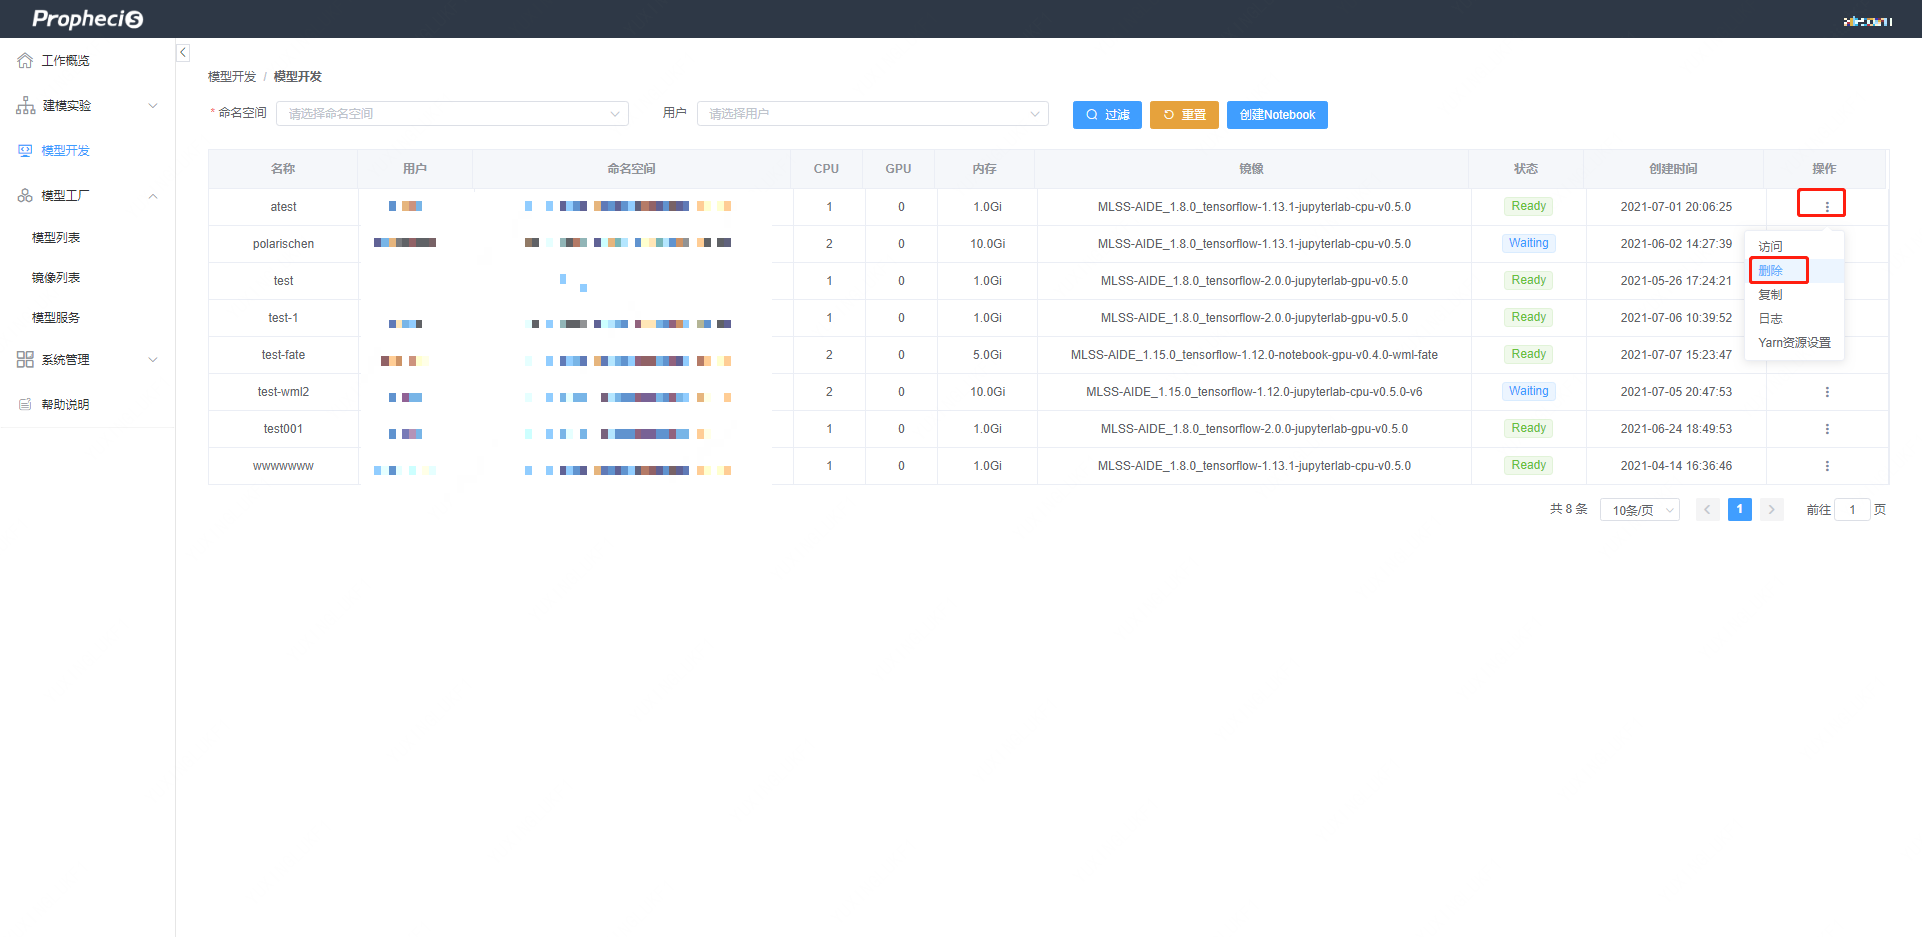 PropheciS
工作概览
建模实验
模型开发
模型工厂
模型列表
镜像列表
模型服务
系统管理
帮助说明
模型开发 / 模型开发
* 命名空间 请选择命名空间 用户 请选择用户 过滤 重置 创建Notebook
名称 用户 命名空间 CPU GPU 内存 镜像 状态 创建时间 操作
atest 1 0 1.0Gi MLSS-AIDE_1.8.0_tensorflow-1.13.1-jupyterlab-cpu-v0.5.0 Ready 2021-07-01 20:06:25
polarischen 2 0 10.0Gi MLSS-AIDE_1.8.0_tensorflow-1.13.1-jupyterlab-cpu-v0.5.0 Waiting 2021-06-02 14:27:39
test 1 0 1.0Gi MLSS-AIDE_1.8.0_tensorflow-2.0.0-jupyterlab-gpu-v0.5.0 Ready 2021-05-26 17:24:21
test-1 1 0 1.0Gi MLSS-AIDE_1.8.0_tensorflow-2.0.0-jupyterlab-gpu-v0.5.0 Ready 2021-07-06 10:39:52
test-fate 2 0 5.0Gi MLSS-AIDE_1.15.0_tensorflow-1.12.0-notebook-gpu-v0.4.0-wml-fate Ready 2021-07-07 15:23:47
test-wml2 2 0 10.0Gi MLSS-AIDE_1.15.0_tensorflow-1.12.0-jupyterlab-cpu-v0.5.0-v6 Waiting 2021-07-05 20:47:53
test001 1 0 1.0Gi MLSS-AIDE_1.8.0_tensorflow-2.0.0-jupyterlab-gpu-v0.5.0 Ready 2021-06-24 18:49:53
wwwwwww 1 0 1.0Gi MLSS-AIDE_1.8.0_tensorflow-1.13.1-jupyterlab-cpu-v0.5.0 Ready 2021-04-14 16:36:46
访问
删除
复制
日志
Yarn资源设置
共 8 条 10条/页 1 前往 1 页